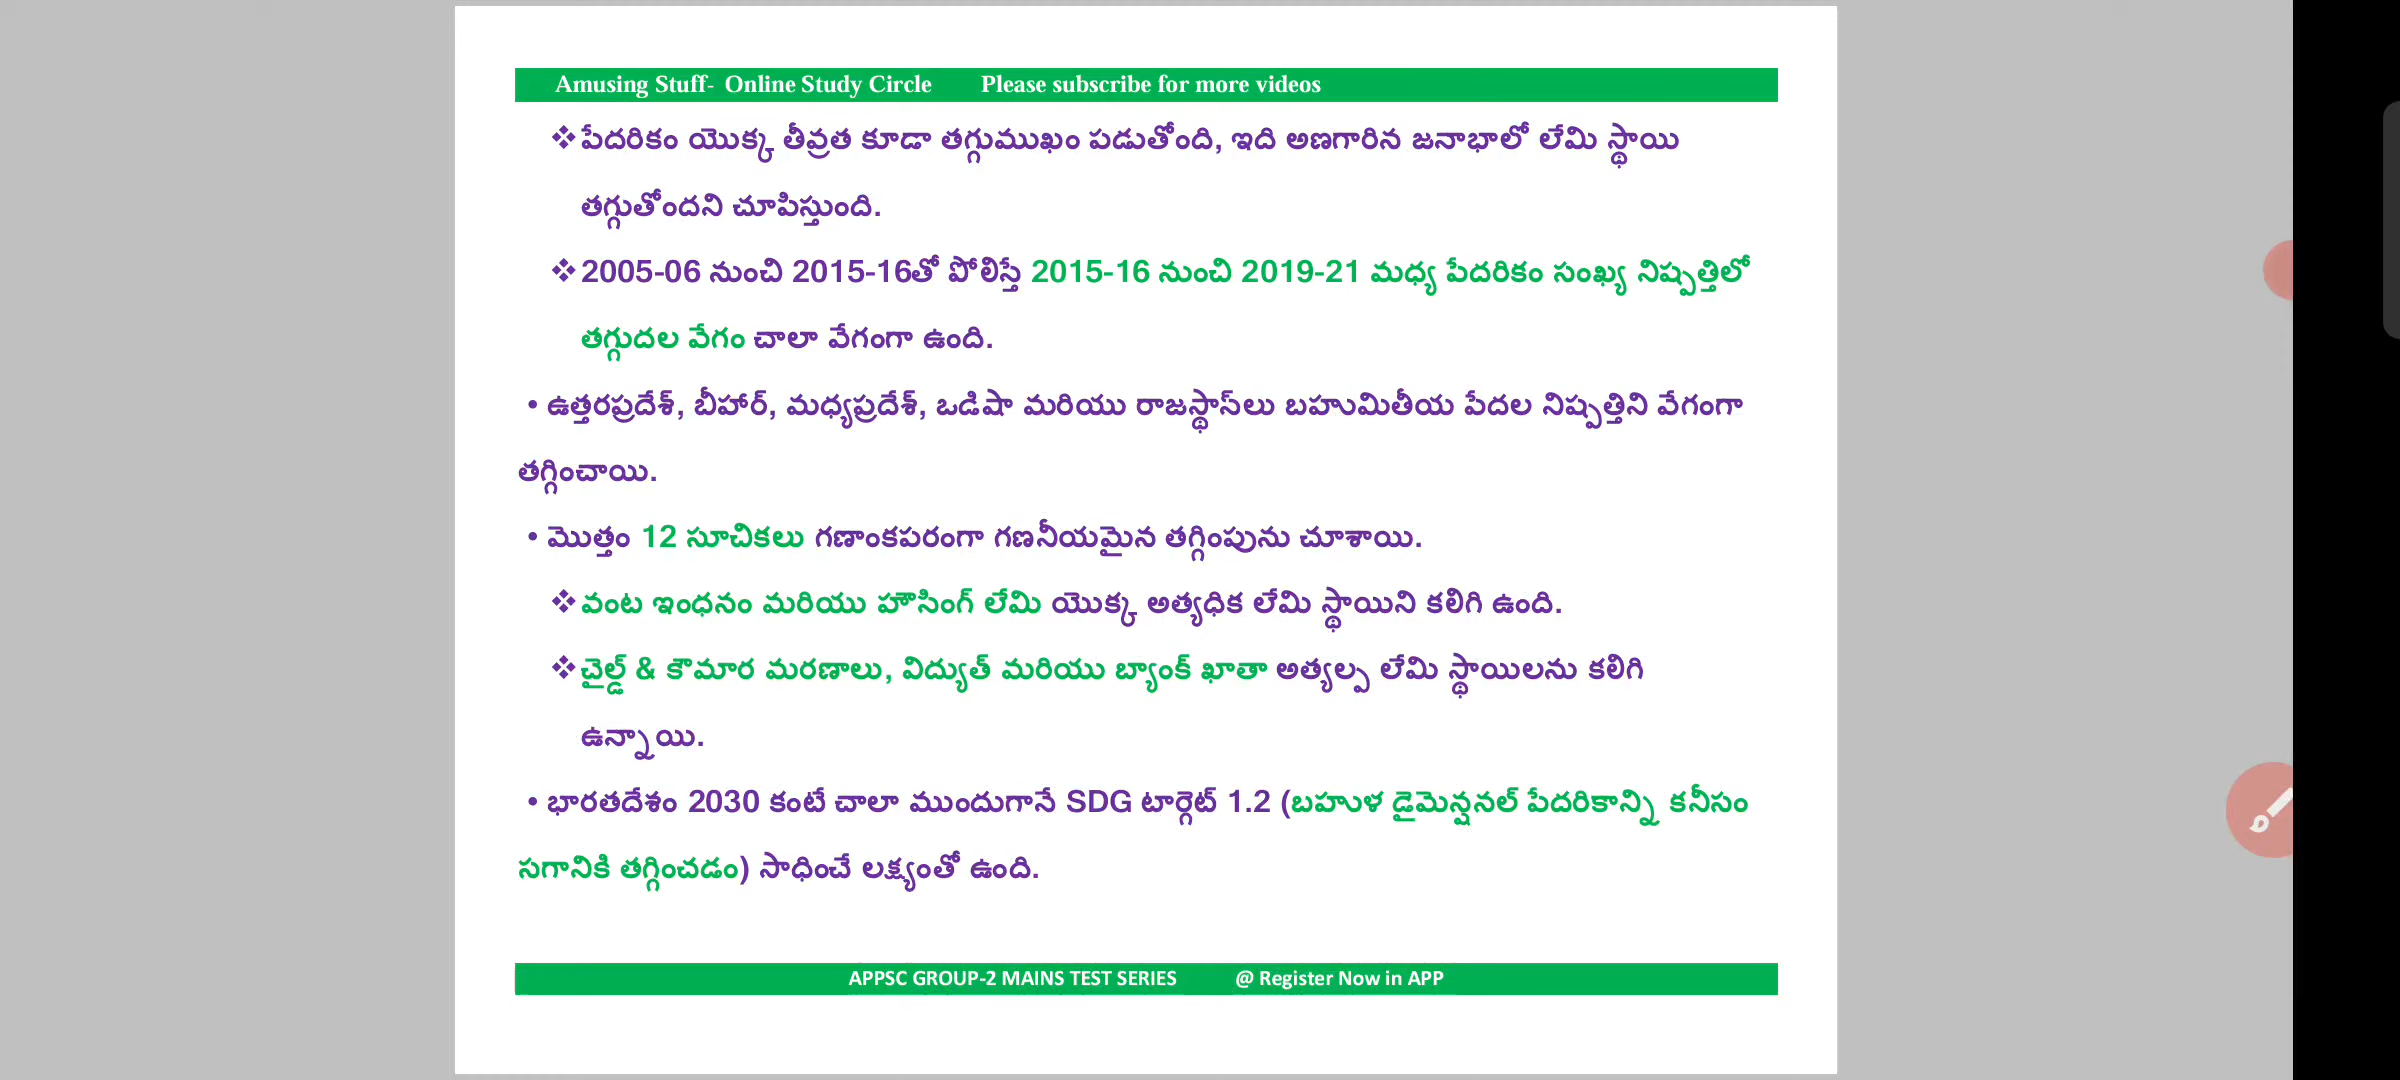 Amusing Stuff- Online Study Circle Please subscribe for more videos
❖పేదరికం యొక్క తీవ్రత కూడా తగ్గుముఖం పడుతోంది, ఇది అణగారిన జనాభాలో లేమి స్థాయి
తగ్గుతోందని చూపిస్తుంది.
❖2005-06 నుంచి 2015-16తో పోలిస్తే 2015-16 నుంచి 2019-21 మధ్య పేదరికం సంఖ్య నిష్పత్తిలో
తగ్గుదల వేగం చాలా వేగంగా ఉంది.
• ఉత్తరప్రదేశ్, బీహార్, మధ్యప్రదేశ్, ఒడిషా మరియు రాజస్థాన్‌లు బహుమితీయ పేదల నిష్పత్తిని వేగంగా
తగ్గించాయి.
• మొత్తం 12 సూచికలు గణాంకపరంగా గణనీయమైన తగ్గింపును చూశాయి.
❖వంట ఇంధనం మరియు హౌసింగ్ లేమి యొక్క అత్యధిక లేమి స్థాయిని కలిగి ఉంది.
❖చైల్డ్ & కౌమార మరణాలు, విద్యుత్ మరియు బ్యాంక్ ఖాతా అత్యల్ప లేమి స్థాయిలను కలిగి
ఉన్నాయి.
• భారతదేశం 2030 కంటే చాలా ముందుగానే SDG టార్గెట్ 1.2 (బహుళ డైమెన్షనల్ పేదరికాన్ని కనీసం
సగానికి తగ్గించడం) సాధించే లక్ష్యంతో ఉంది.
APPSC GROUP-2 MAINS TEST SERIES @ Register Now in APP